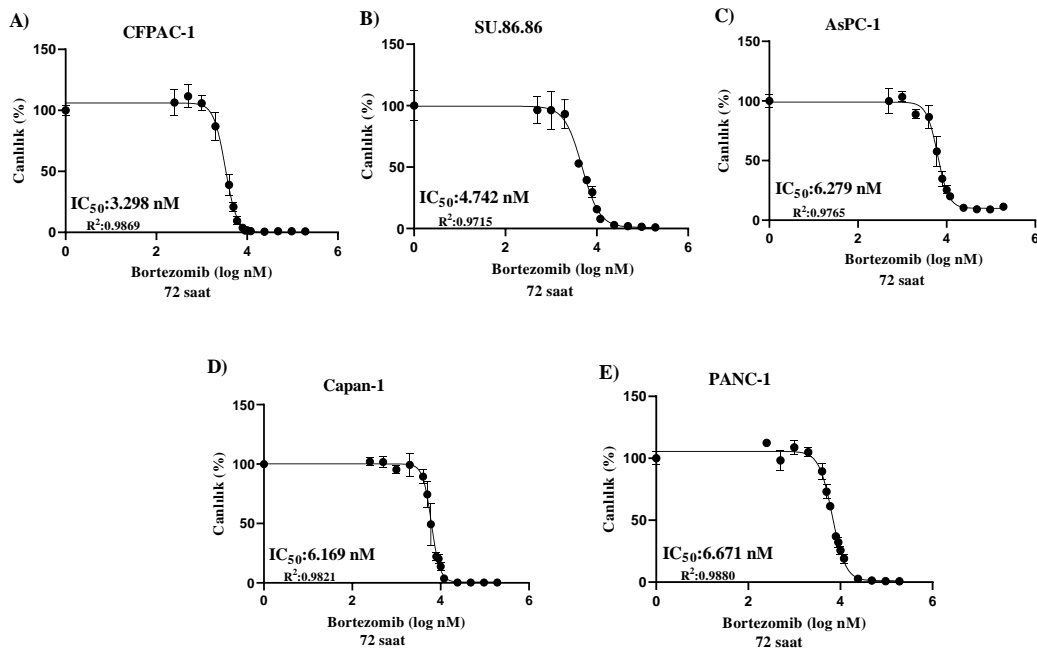 A)
CFPAC-1
150
100
50
0
Canlılık (%)
IC50:3.298 nM
R2:0.9869
0 2 4 6
Bortezomib (log nM)
72 saat
B)
SU.86.86
150
100
50
0
Canlılık (%)
IC50:4.742 nM
R2:0.9715
0 2 4 6
Bortezomib (log nM)
72 saat
C)
AsPC-1
150
100
50
0
Canlılık (%)
IC50:6.279 nM
R2:0.9765
0 2 4 6
Bortezomib (log nM)
72 saat
D)
Capan-1
150
100
50
0
Canlılık (%)
IC50:6.169 nM
R2:0.9821
0 2 4 6
Bortezomib (log nM)
72 saat
E)
PANC-1
150
100
50
0
Canlılık (%)
IC50:6.671 nM
R2:0.9880
0 2 4 6
Bortezomib (log nM)
72 saat